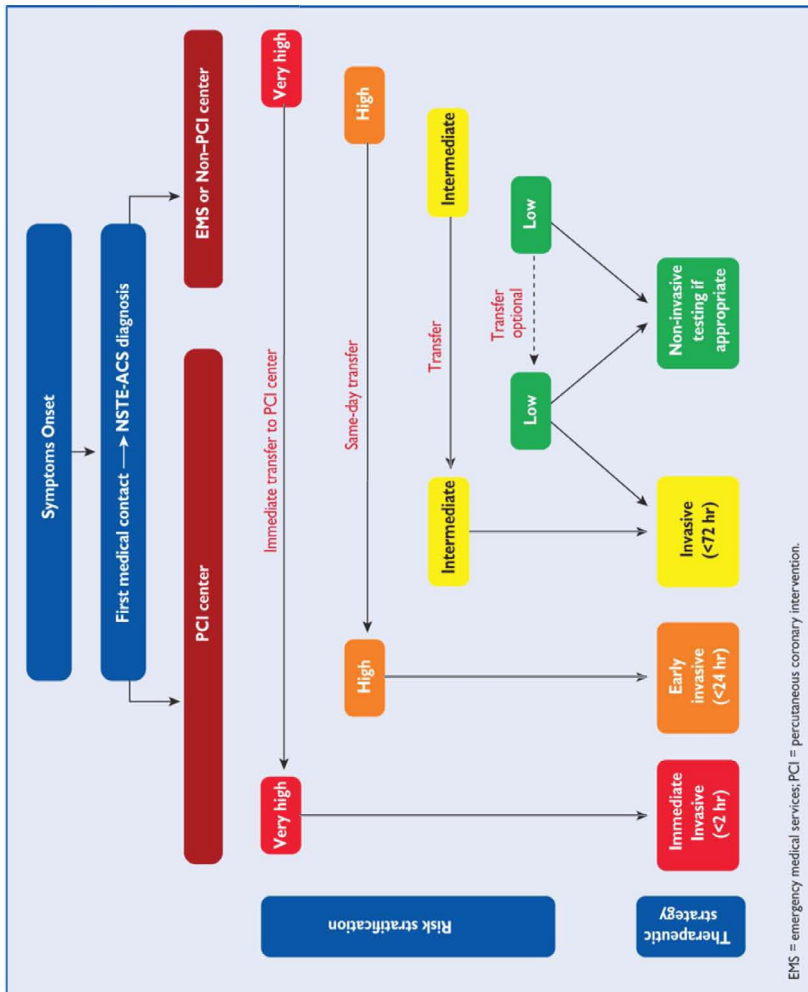 Symptoms Onset
First medical contact → NSTE-ACS diagnosis
PCI center
EMS or Non–PCI center
Very high
Immediate transfer to PCI center
Very high
High
Same-day transfer
High
Intermediate
Transfer
Intermediate
Low
Transfer
optional
Low
Risk stratification
Therapeutic
strategy
Immediate
Invasive
(<2 hr)
Early
invasive
(<24 hr)
Invasive
(<72 hr)
Non-invasive
testing if
appropriate
EMS = emergency medical services; PCI = percutaneous coronary intervention.